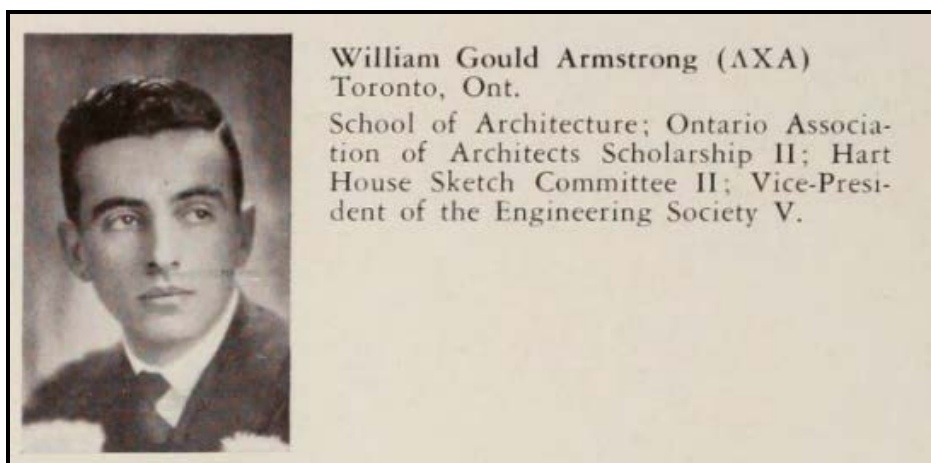 William Gould Armstrong (ΛΧΑ)
Toronto, Ont.
School of Architecture; Ontario Associa-
tion of Architects Scholarship II; Hart
House Sketch Committee II; Vice-Presi-
dent of the Engineering Society V.